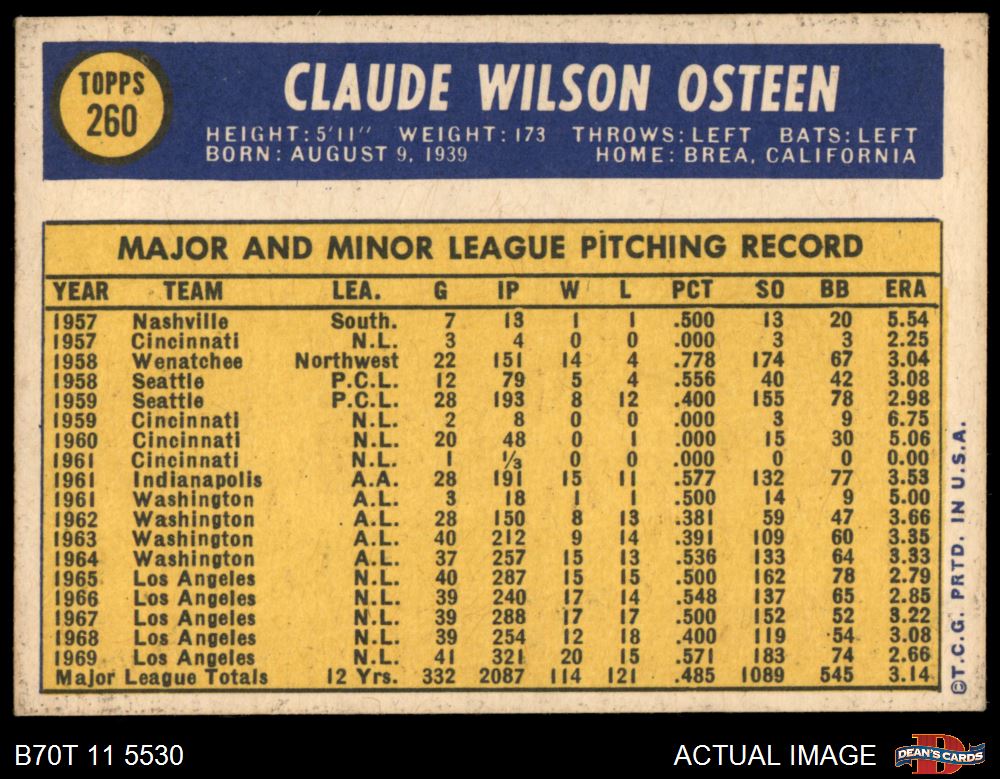 TOPPS
260
CLAUDE WILSON OSTEEN
HEIGHT: 5'11" WEIGHT: 173 THROWS: LEFT BATS: LEFT
BORN: AUGUST 9, 1939 HOME: BREA, CALIFORNIA
MAJOR AND MINOR LEAGUE PITCHING RECORD
YEAR TEAM LEA. G IP W L PCT SO BB ERA
1957 Nashville South. 7 13 1 1 .500 13 20 5.54
1957 Cincinnati N.L. 3 4 0 0 .000 3 3 2.25
1958 Wenatchee Northwest 22 151 14 4 .778 174 67 3.04
1958 Seattle P.C.L. 12 79 5 4 .556 40 42 3.08
1959 Seattle P.C.L. 28 193 8 12 .400 155 78 2.98
1959 Cincinnati N.L. 2 8 0 0 .000 3 9 6.75
1960 Cincinnati N.L. 20 48 0 1 .000 15 30 5.06
1961 Cincinnati N.L. 1 ⅓ 0 0 .000 0 0 0.00
1961 Indianapolis A.A. 28 191 15 11 .577 132 77 3.53
1961 Washington A.L. 3 18 1 1 .500 14 9 5.00
1962 Washington A.L. 28 150 8 13 .381 59 47 3.66
1963 Washington A.L. 40 212 9 14 .391 109 60 3.35
1964 Washington A.L. 37 257 15 13 .536 133 64 3.33
1965 Los Angeles N.L. 40 287 15 15 .500 162 78 2.79
1966 Los Angeles N.L. 39 240 17 14 .548 137 65 2.85
1967 Los Angeles N.L. 39 288 17 17 .500 152 52 3.22
1968 Los Angeles N.L. 39 254 12 18 .400 119 54 3.08
1969 Los Angeles N.L. 41 321 20 15 .571 183 74 2.66
Major League Totals 12 Yrs. 332 2087 114 121 .485 1089 545 3.14
©T.C.G. PRTD. IN U.S.A.
B70T 11 5530
ACTUAL IMAGE
D
DEAN'S CARDS